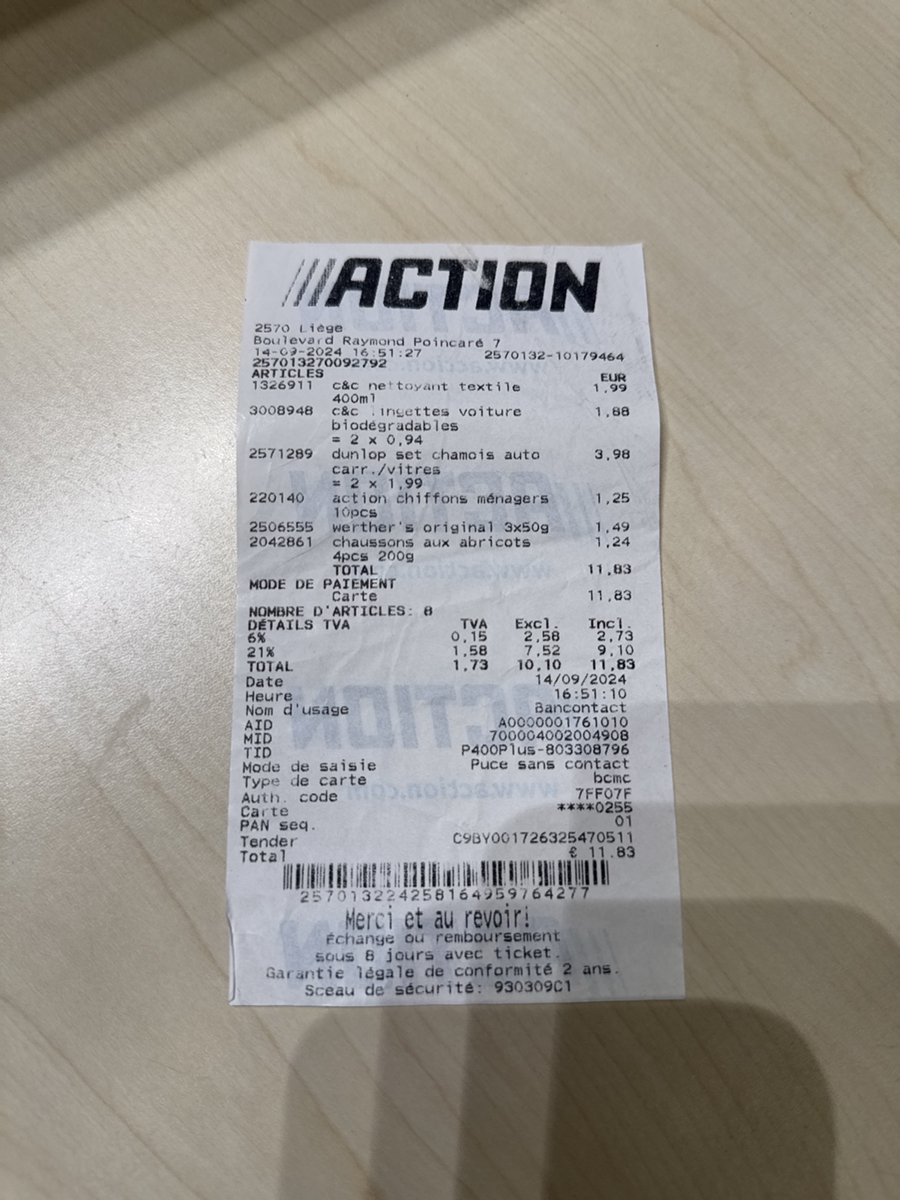 ACTION
2570 Liège
Boulevard Raymond Poincaré 7
14-09-2024 16:51:27 2570132-10179464
257013270092792
ARTICLES EUR
1326911 c&c nettoyant textile 1,99
400ml
3008948 c&c lingettes voiture 1,88
biodégradables
= 2 x 0,94
2571289 dunlop set chamois auto 3,98
carr./vitres
= 2 x 1,99
220140 action chiffons ménagers 1,25
10pcs
2506555 werther's original 3x50g 1,49
2042861 chaussons aux abricots 1,24
4pcs 200g
TOTAL 11,83
MODE DE PAIEMENT
Carte 11,83
NOMBRE D'ARTICLES: 8
DÉTAILS TVA TVA Excl. Incl.
6% 0,15 2,58 2,73
21% 1,58 7,52 9,10
TOTAL 1,73 10,10 11,83
Date 14/09/2024
Heure 16:51:10
Nom d'usage Bancontact
AID A0000001761010
MID 700004002004908
TID P400Plus-803308796
Mode de saisie Puce sans contact
Type de carte bcmc
Auth. code 7FF07F
Carte ****0255
PAN seq. 01
Tender C9BY001726325470511
Total € 11.83
257013224258164959764277
Merci et au revoir!
Échange ou remboursement
sous 8 jours avec ticket.
Garantie légale de conformité 2 ans.
Sceau de sécurité: 930309C1